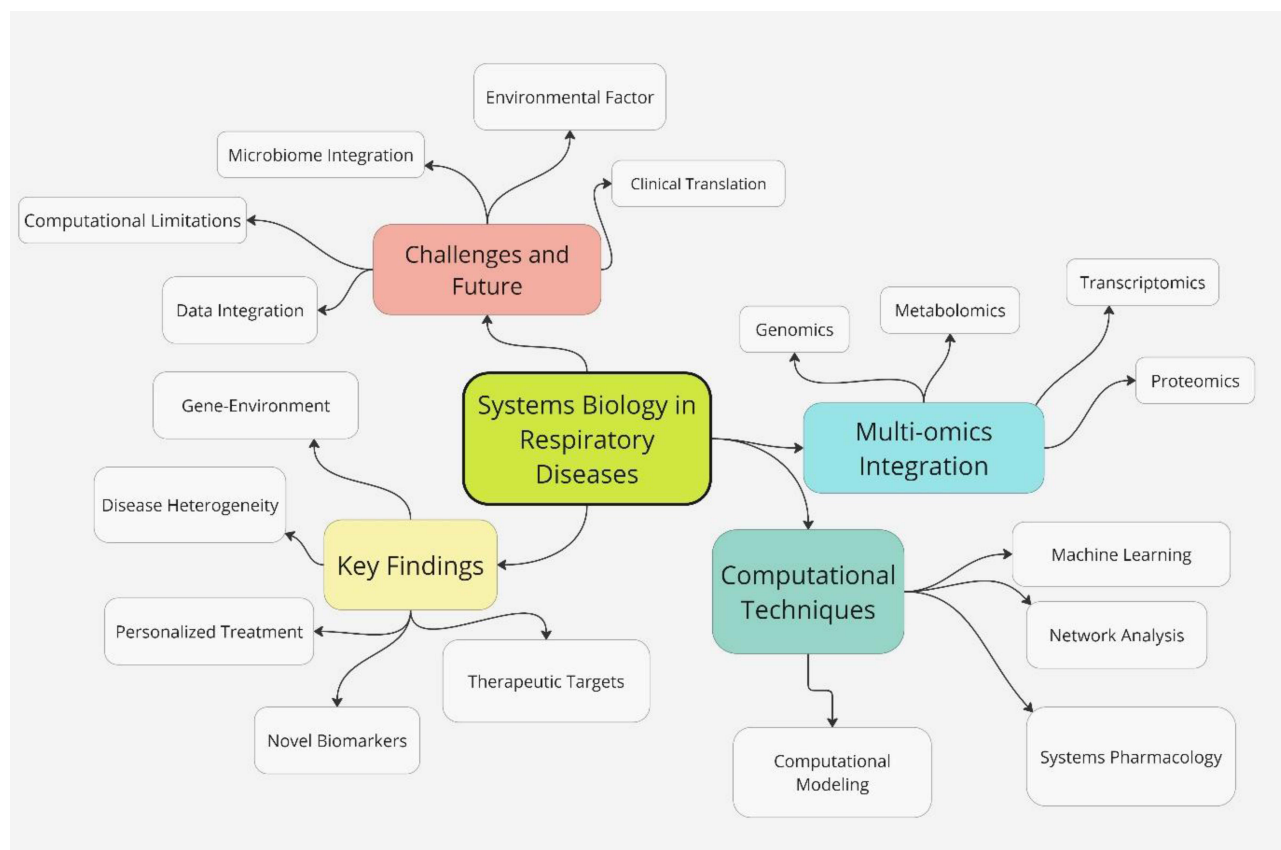 Environmental Factor
Microbiome Integration
Clinical Translation
Computational Limitations
Challenges and
Future
Data Integration
Transcriptomics
Metabolomics
Genomics
Proteomics
Gene-Environment
Systems Biology in
Respiratory
Diseases
Multi-omics
Integration
Disease Heterogeneity
Key Findings
Computational
Techniques
Machine Learning
Personalized Treatment
Network Analysis
Therapeutic Targets
Novel Biomarkers
Computational
Modeling
Systems Pharmacology